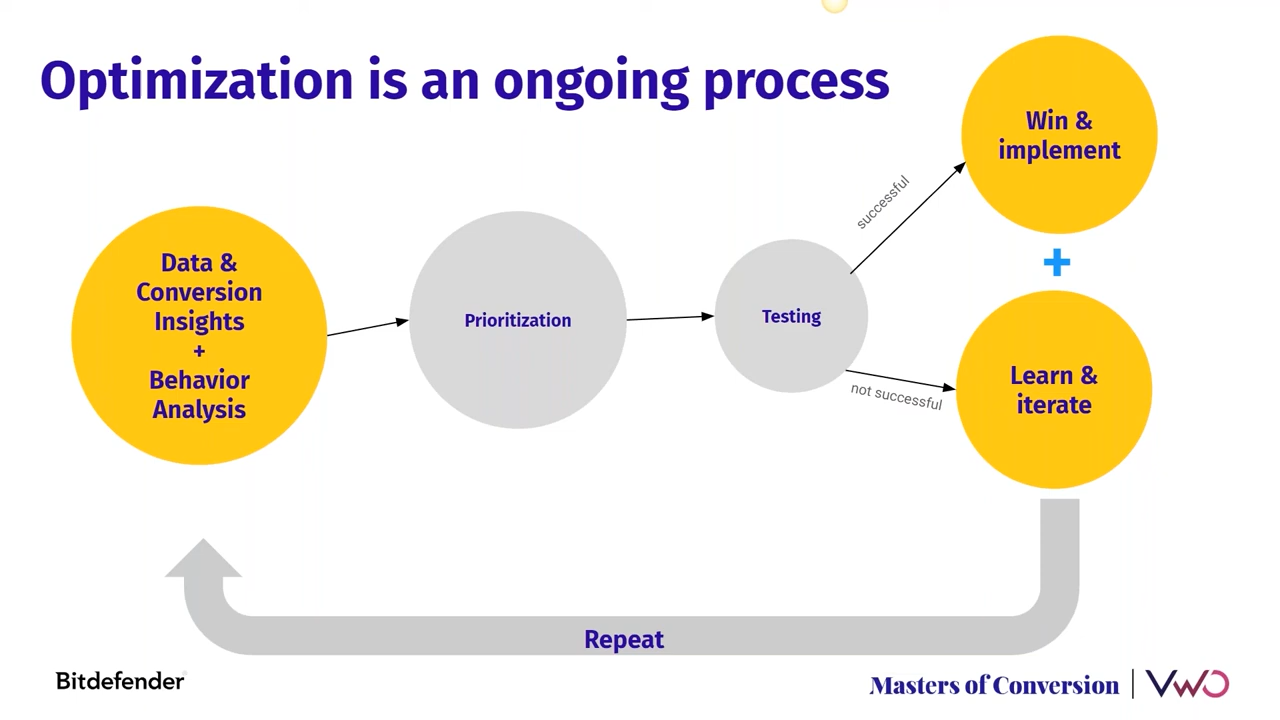 Optimization is an ongoing process
Data &
Conversion
Insights
+
Behavior
Analysis
Prioritization
Testing
successful
not successful
Win &
implement
+
Learn &
iterate
Repeat
Bitdefender
Masters of Conversion
VWO